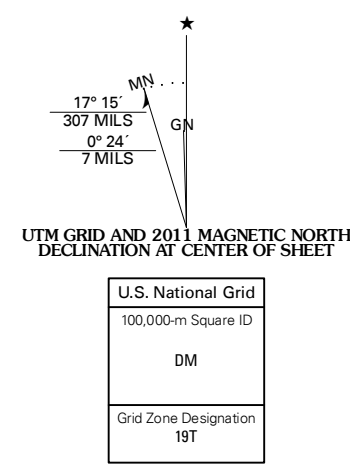 ★
MN
17° 15´
307 MILS
GN
0° 24´
7 MILS
UTM GRID AND 2011 MAGNETIC NORTH
DECLINATION AT CENTER OF SHEET
U.S. National Grid
100,000-m Square ID
DM
Grid Zone Designation
19T